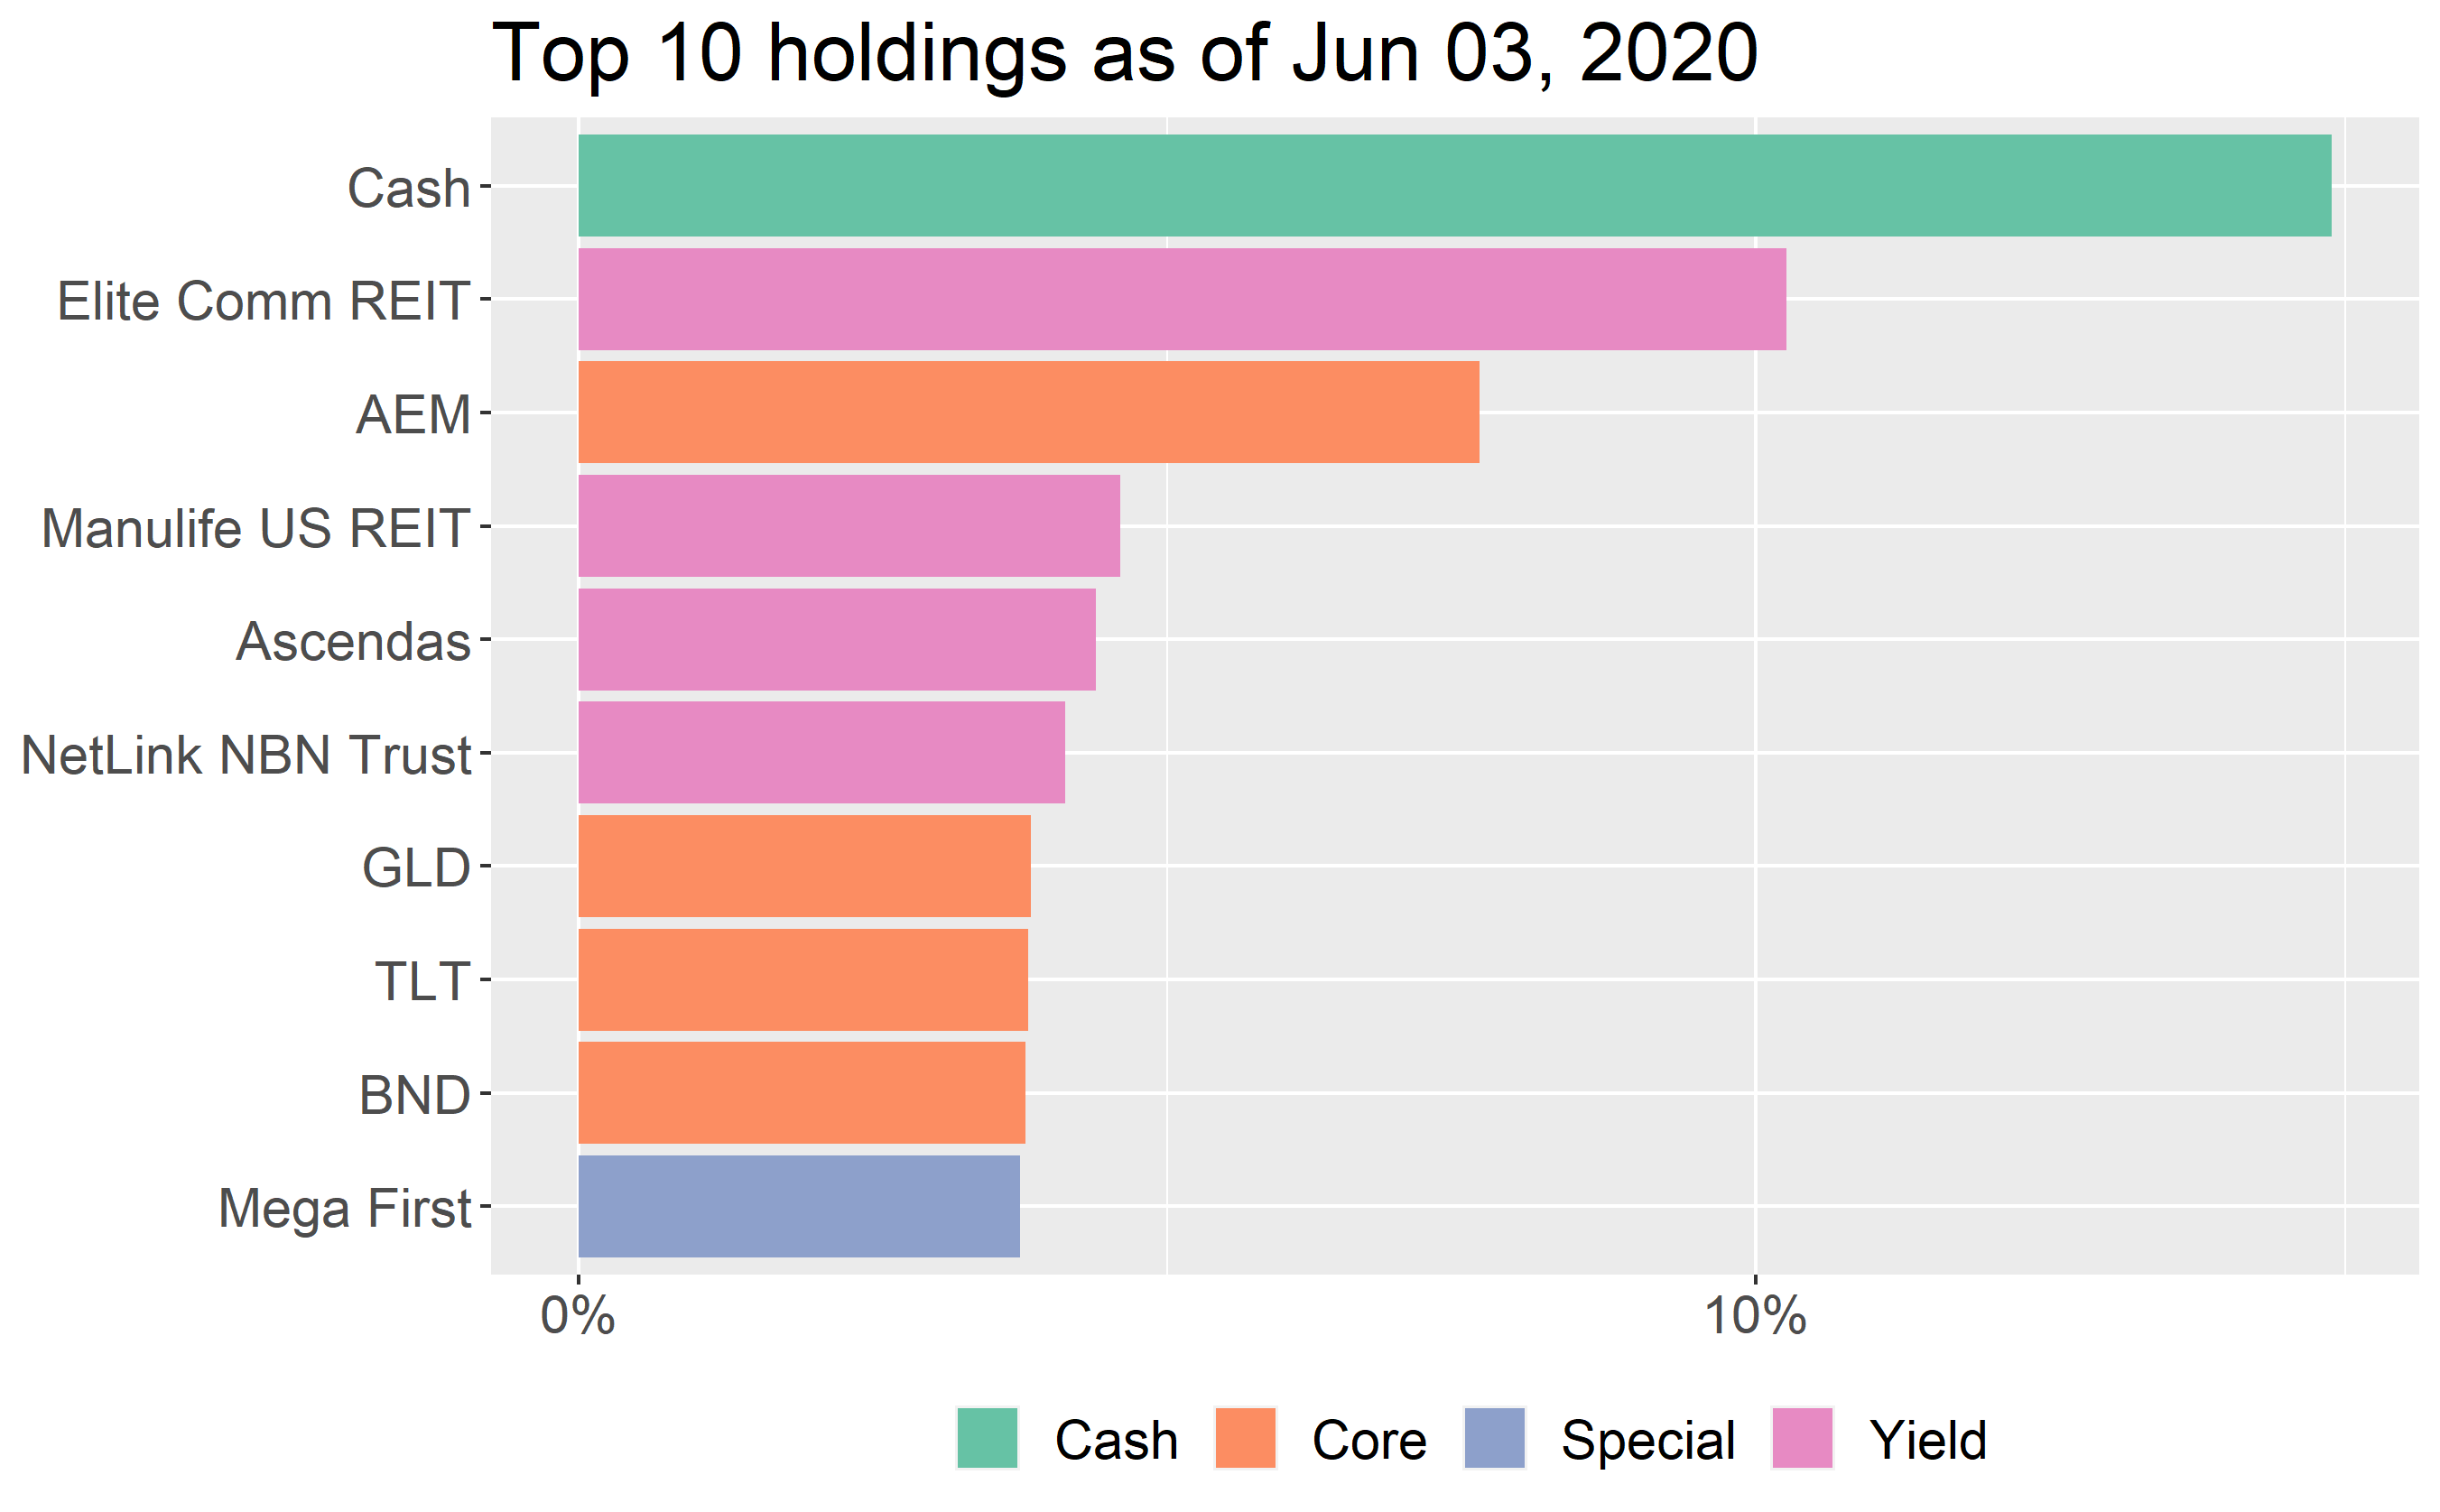 Top 10 holdings as of Jun 03, 2020
Cash
Elite Comm REIT
AEM
Manulife US REIT
Ascendas
NetLink NBN Trust
GLD
TLT
BND
Mega First
0% 10%
Cash Core Special Yield